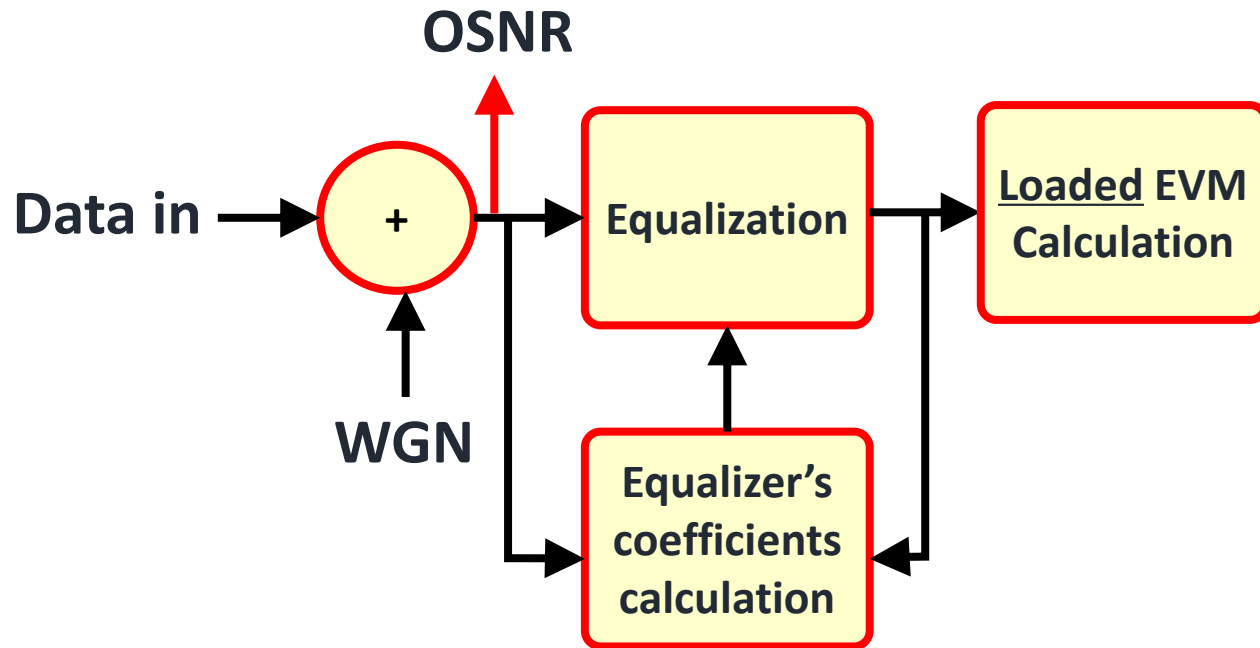 OSNR
Data in
+
WGN
Equalization
Loaded EVM
Calculation
Equalizer’s
coefficients
calculation